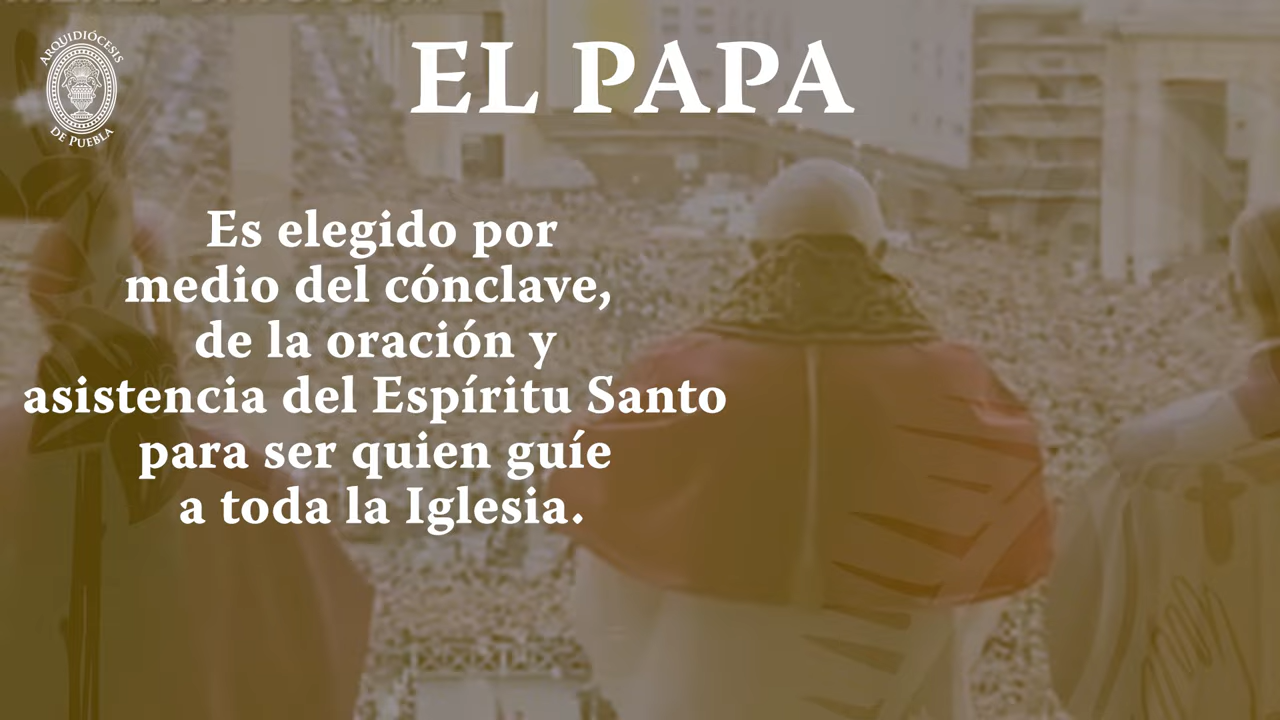 ARQUIDIÓCESIS
DE PUEBLA
EL PAPA
Es elegido por
medio del cónclave,
de la oración y
asistencia del Espíritu Santo
para ser quien guíe
a toda la Iglesia.